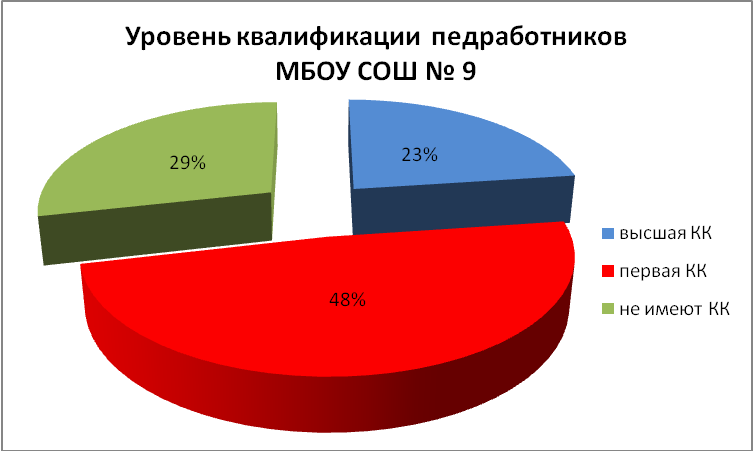 Уровень квалификации педработников
МБОУ СОШ № 9
29%
23%
48%
высшая КК
первая КК
не имеют КК